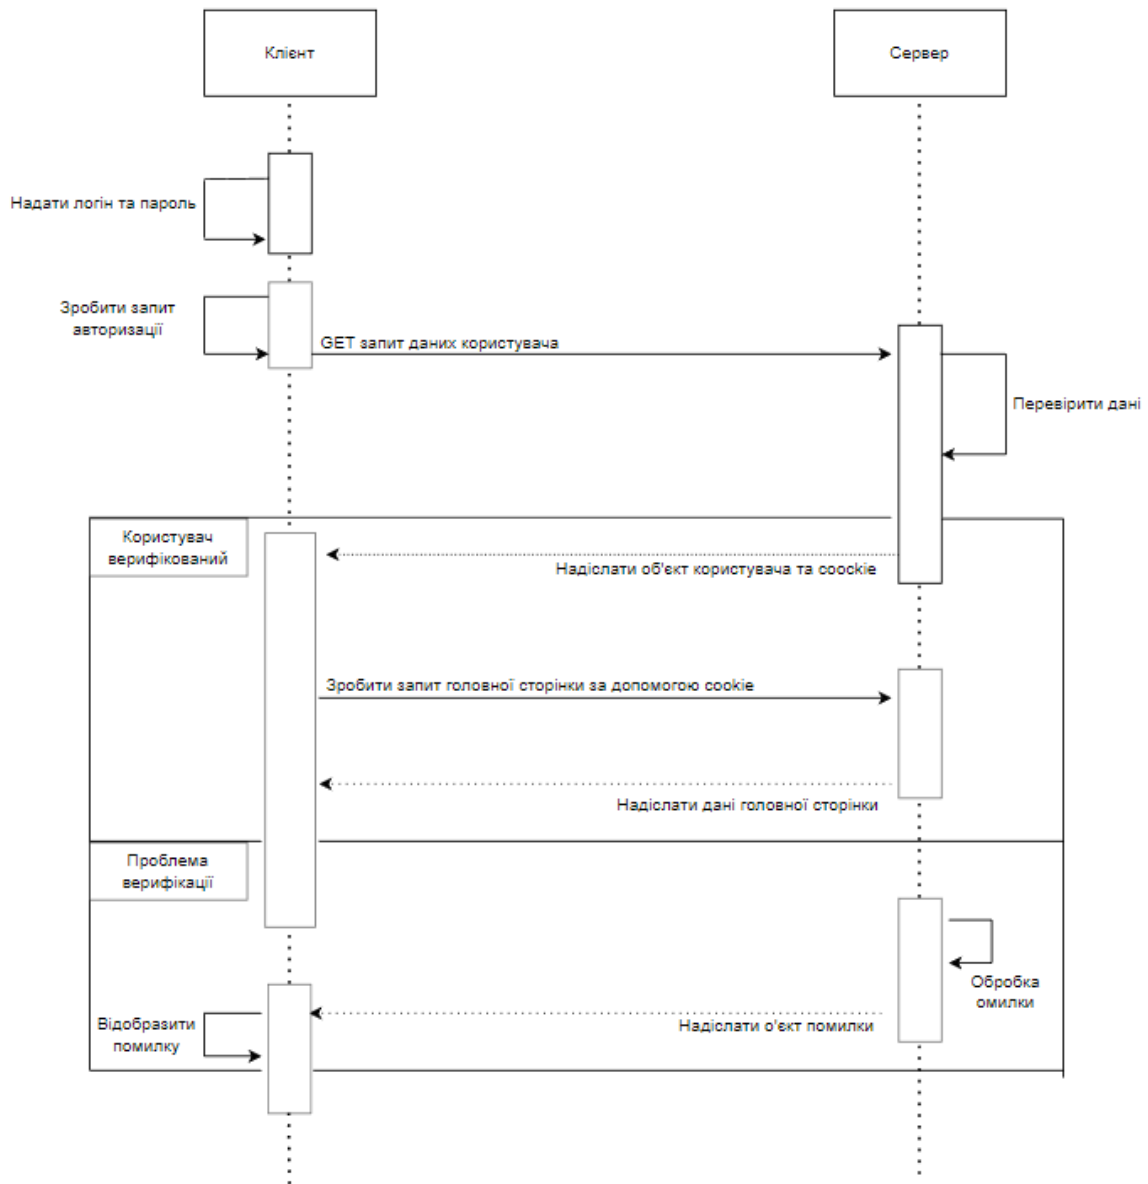 Клієнт
Сервер
Надати логін та пароль
Зробити запит
авторизації
GET запит даних користувача
Перевірити дані
Користувач
верифікований
Надіслати об'єкт користувача та coockie
Зробити запит головної сторінки за допомогою cookie
Надіслати дані головної сторінки
Проблема
верифікації
Обробка
омилки
Надіслати о'єкт помилки
Відобразити
помилку